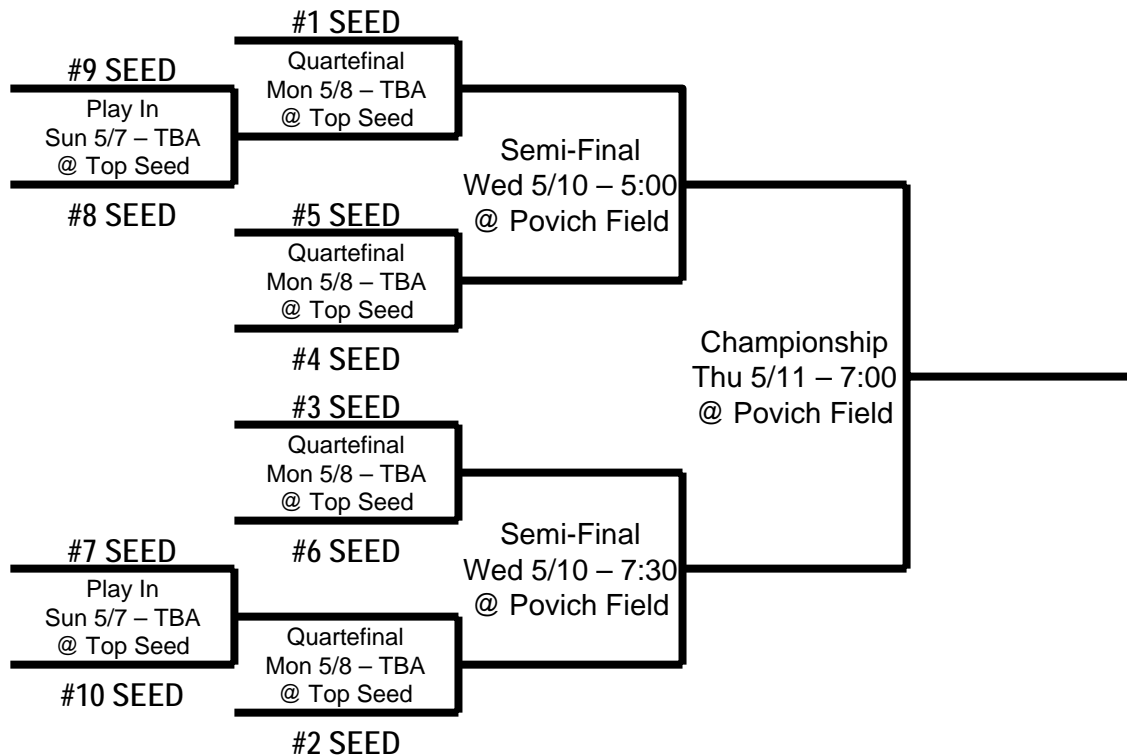 #1 SEED
Quartefinal
Mon 5/8 – TBA
@ Top Seed
#9 SEED
Play In
Sun 5/7 – TBA
@ Top Seed
#8 SEED
Semi-Final
Wed 5/10 – 5:00
@ Povich Field
#5 SEED
Quartefinal
Mon 5/8 – TBA
@ Top Seed
#4 SEED
Championship
Thu 5/11 – 7:00
@ Povich Field
#3 SEED
Quartefinal
Mon 5/8 – TBA
@ Top Seed
#6 SEED
Semi-Final
Wed 5/10 – 7:30
@ Povich Field
#7 SEED
Play In
Sun 5/7 – TBA
@ Top Seed
#10 SEED
Quartefinal
Mon 5/8 – TBA
@ Top Seed
#2 SEED